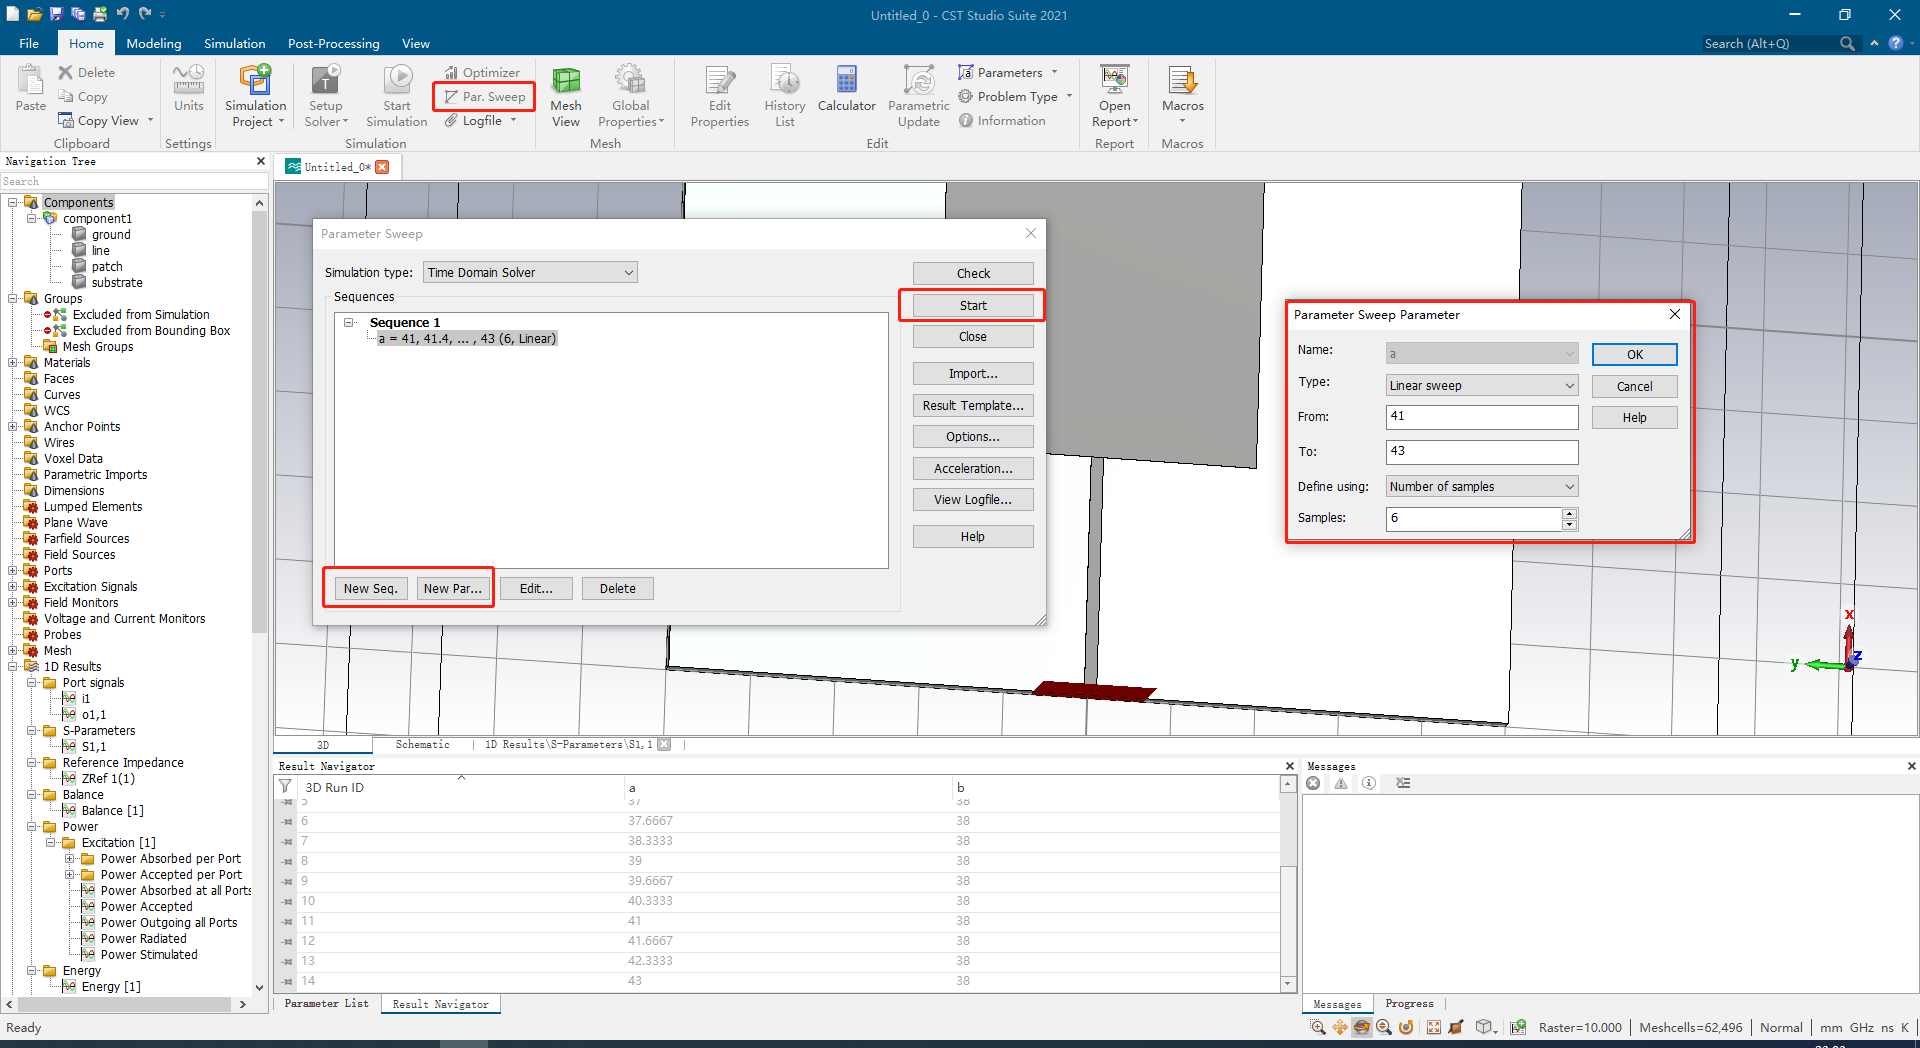 Untitled_0 - CST Studio Suite 2021
File Home Modeling Simulation Post-Processing View
Search (Alt+Q)
Paste
Delete
Copy
Copy View
Clipboard
Units
Settings
Simulation Project
Setup Solver
Start Simulation
Optimizer
Par. Sweep
Logfile
Simulation
Mesh View
Global Properties
Mesh
Edit Properties
History List
Calculator
Parametric Update
Parameters
Problem Type
Information
Edit
Open Report
Report
Macros
Macros
Navigation Tree
Search
Components
component1
ground
line
patch
substrate
Groups
Excluded from Simulation
Excluded from Bounding Box
Mesh Groups
Materials
Faces
Curves
WCS
Anchor Points
Wires
Voxel Data
Parametric Imports
Dimensions
Lumped Elements
Plane Wave
Farfield Sources
Field Sources
Ports
Excitation Signals
Field Monitors
Voltage and Current Monitors
Probes
Mesh
1D Results
Port signals
i1
o1,1
S-Parameters
S1,1
Reference Impedance
ZRef 1(1)
Balance
Balance [1]
Power
Excitation [1]
Power Absorbed per Port
Power Accepted per Port
Power Absorbed at all Ports
Power Accepted
Power Outgoing all Ports
Power Radiated
Power Stimulated
Energy
Energy [1]
Untitled_0*
Parameter Sweep
Simulation type: Time Domain Solver
Sequences
Sequence 1
a = 41, 41.4, ... , 43 (6, Linear)
Check
Start
Close
Import...
Result Template...
Options...
Acceleration...
View Logfile...
Help
New Seq. New Par... Edit... Delete
Parameter Sweep Parameter
Name: a
Type: Linear sweep
From: 41
To: 43
Define using: Number of samples
Samples: 6
OK
Cancel
Help
x
y
z
3D Schematic 1D Results\S-Parameters\S1,1
Result Navigator
3D Run ID a b
5 37 38
6 37.6667 38
7 38.3333 38
8 39 38
9 39.6667 38
10 40.3333 38
11 41 38
12 41.6667 38
13 42.3333 38
14 43 38
Parameter List Result Navigator
Messages
Messages Progress
Ready
Raster=10.000 Meshcells=62,496 Normal mm GHz ns K